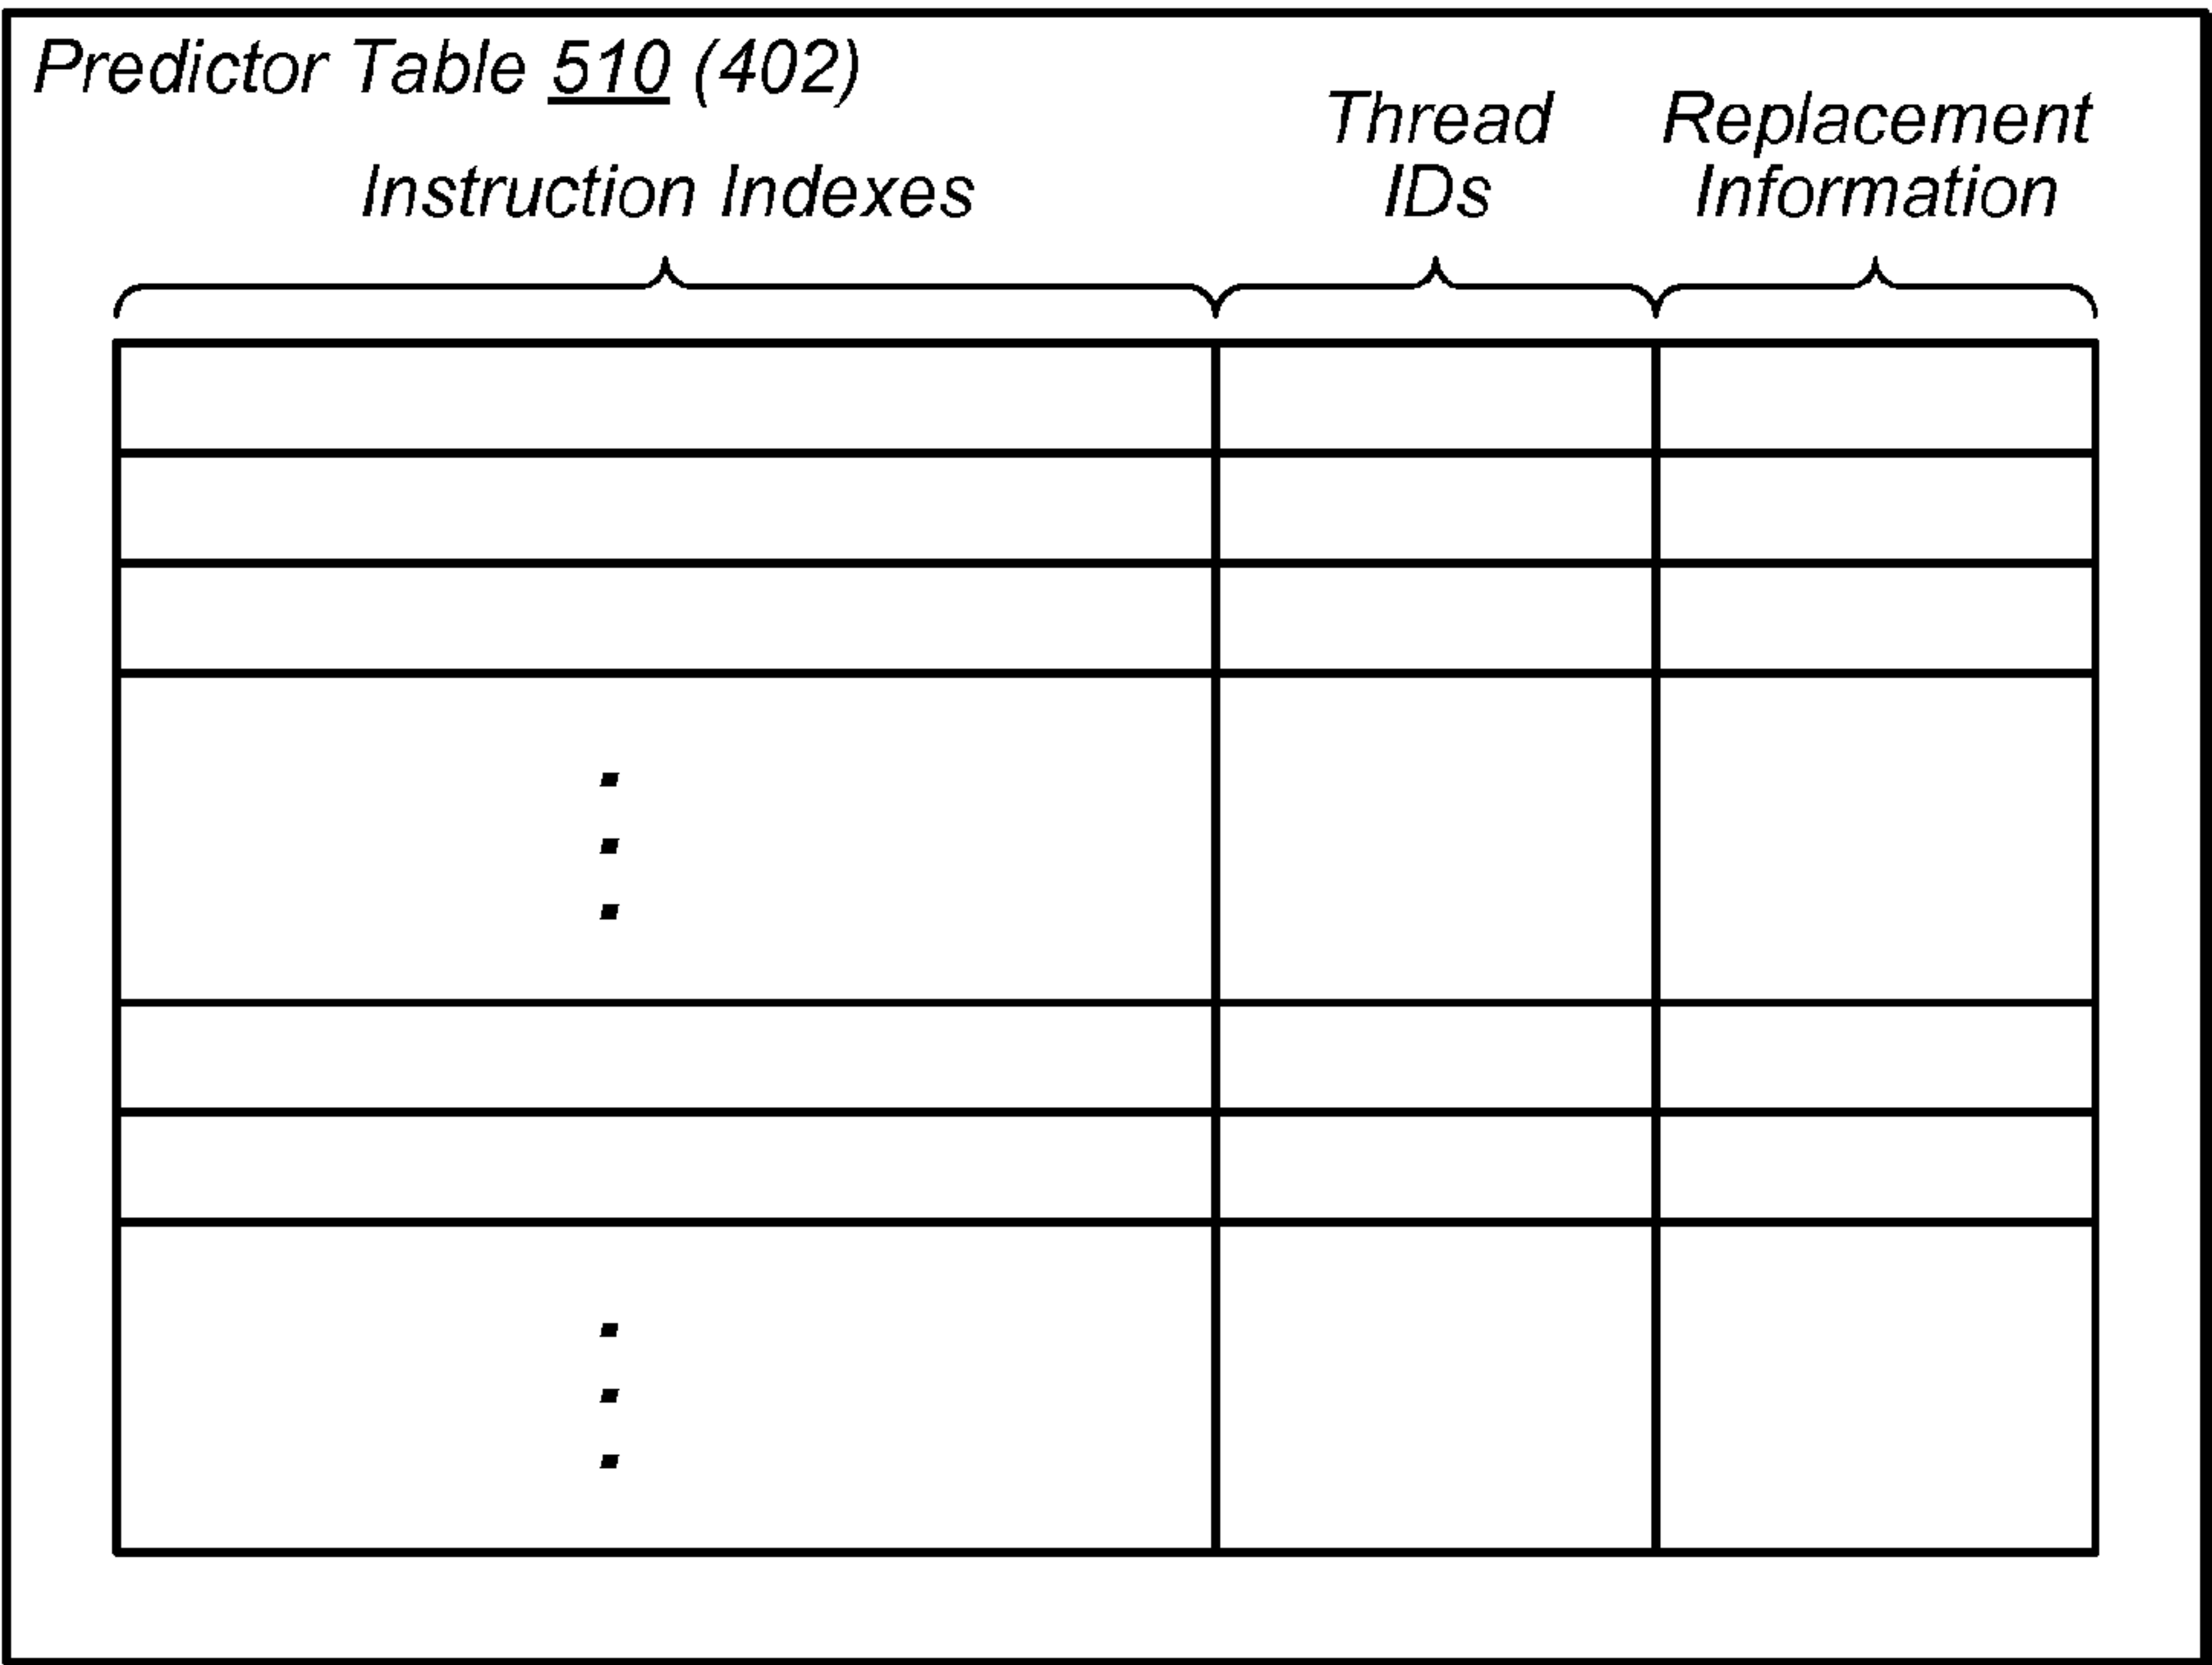 Predictor Table 510 (402)
Instruction Indexes
Thread
IDs
Replacement
Information